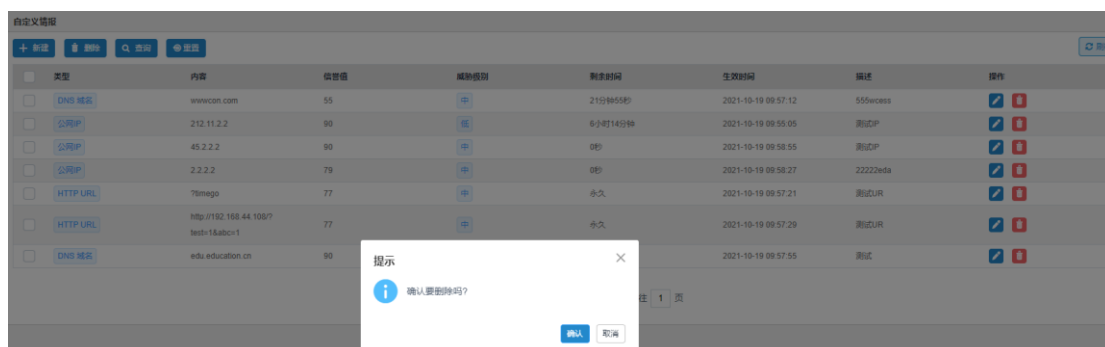 自定义情报
+ 新建 删除 查询 重置
类型 内容 信誉值 威胁级别 剩余时间 生效时间 描述 操作
DNS 域名 wwwcon.com 55 中 21分钟55秒 2021-10-19 09:57:12 555wcess
公网IP 212.11.2.2 90 低 6小时14分钟 2021-10-19 09:55:05 测试IP
公网IP 45.2.2.2 90 中 0秒 2021-10-19 09:58:55 测试IP
公网IP 2.2.2.2 79 中 0秒 2021-10-19 09:58:27 22222eda
HTTP URL ?timego 77 中 永久 2021-10-19 09:57:21 测试UR
HTTP URL http://192.168.44.108/? 77 中 永久 2021-10-19 09:57:29 测试UR
test=1&abc=1
DNS 域名 edu.education.cn 90 2021-10-19 09:57:55 测试
提示
确认要删除吗?
往 1 页
确认 取消